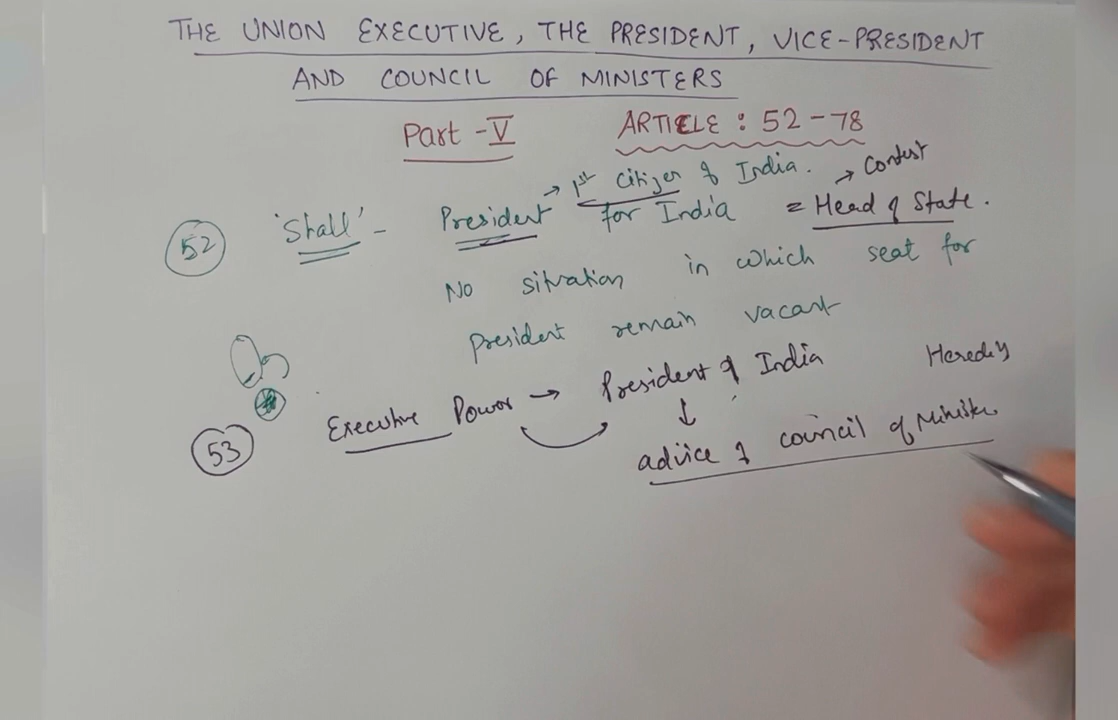 THE UNION EXECUTIVE, THE PRESIDENT, VICE-PRESIDENT
AND COUNCIL OF MINISTERS
Part-V ARTICLE : 52-78
→ 1st Citizen of India. → Contest
52 'Shall' - President for India = Head of State.
No situation in which seat for
president remain vacant
53 Executive Power → President of India
↓
advice of council of Minister